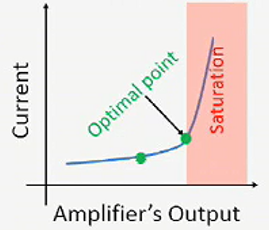 Current
Optimal point
Saturation
Amplifier's Output